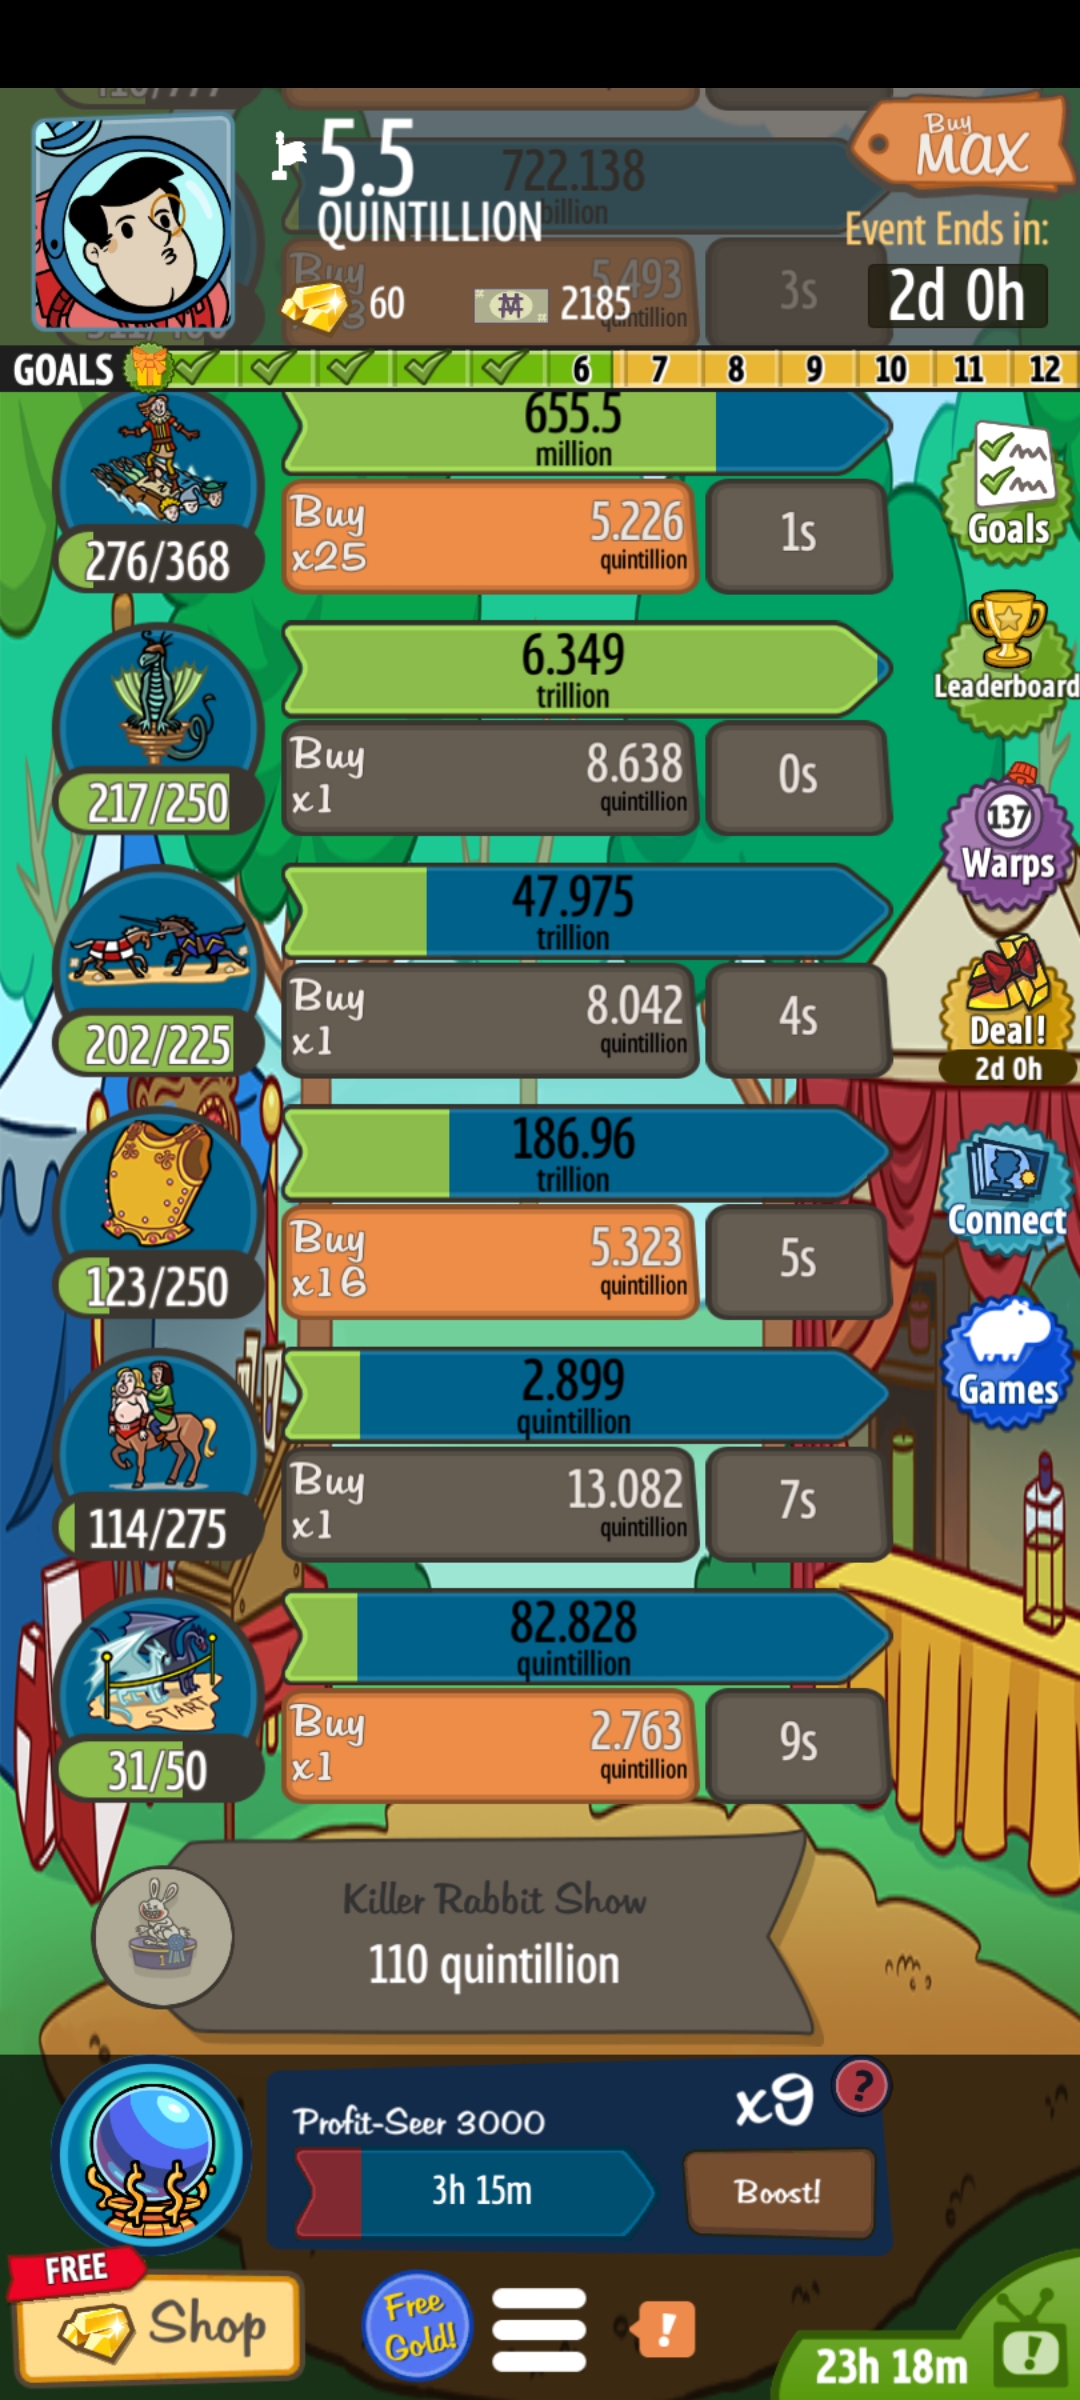 5.5
QUINTILLION
722.138
billion
Buy
MAX
Event Ends in:
2d 0h
Buy
5.493
quintillion
3s
60
2185
GOALS
6 7 8 9 10 11 12
655.5
million
Buy
x25
5.226
quintillion
1s
276/368
Goals
6.349
trillion
Buy
x1
8.638
quintillion
0s
217/250
Leaderboard
137
Warps
47.975
trillion
Buy
x1
8.042
quintillion
4s
202/225
Deal!
2d 0h
186.96
trillion
Buy
x16
5.323
quintillion
5s
123/250
Connect
2.899
quintillion
Buy
x1
13.082
quintillion
7s
114/275
Games
82.828
quintillion
START
Buy
x1
2.763
quintillion
9s
31/50
Killer Rabbit Show
110 quintillion
1
Profit-Seer 3000
x9
?
3h 15m
Boost!
FREE
Shop
Free
Gold!
!
23h 18m
!